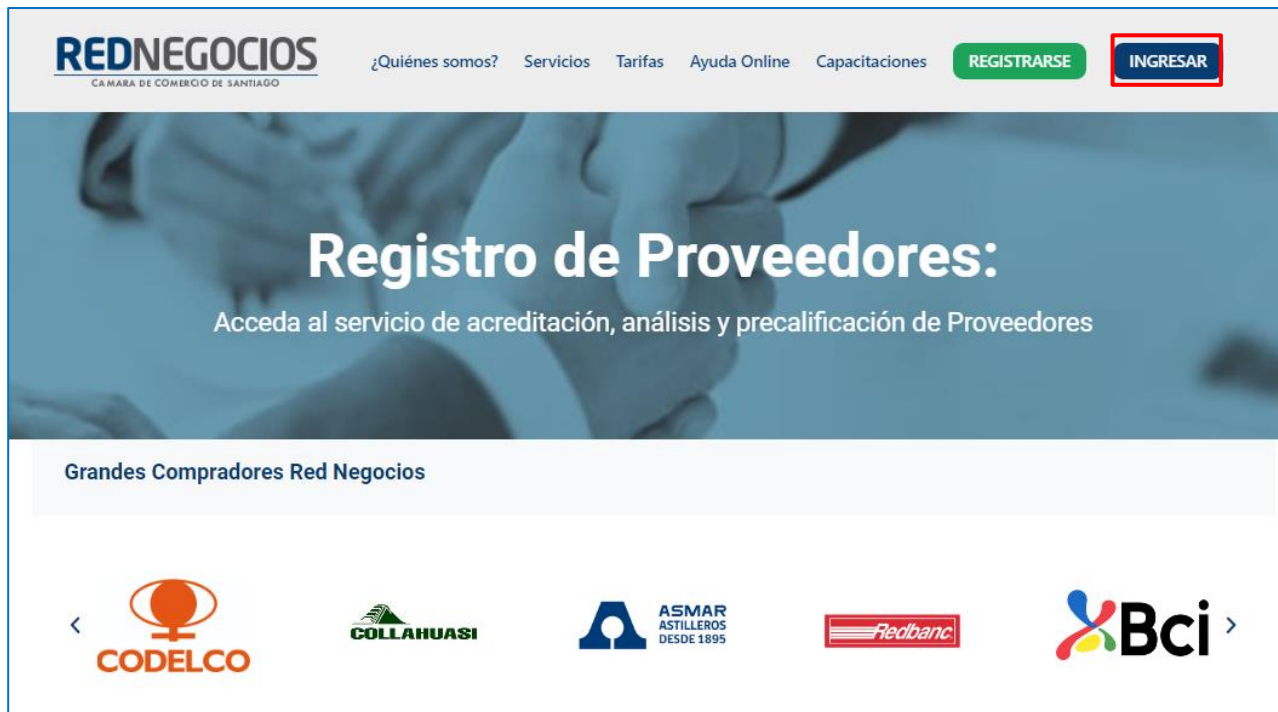 REDNEGOCIOS
CAMARA DE COMERCIO DE SANTIAGO
¿Quiénes somos? Servicios Tarifas Ayuda Online Capacitaciones REGISTRARSE INGRESAR
Registro de Proveedores:
Acceda al servicio de acreditación, análisis y precalificación de Proveedores
Grandes Compradores Red Negocios
CODELCO
COLLAHUASI
ASMAR
ASTILLEROS
DESDE 1895
Redbanc
Bci